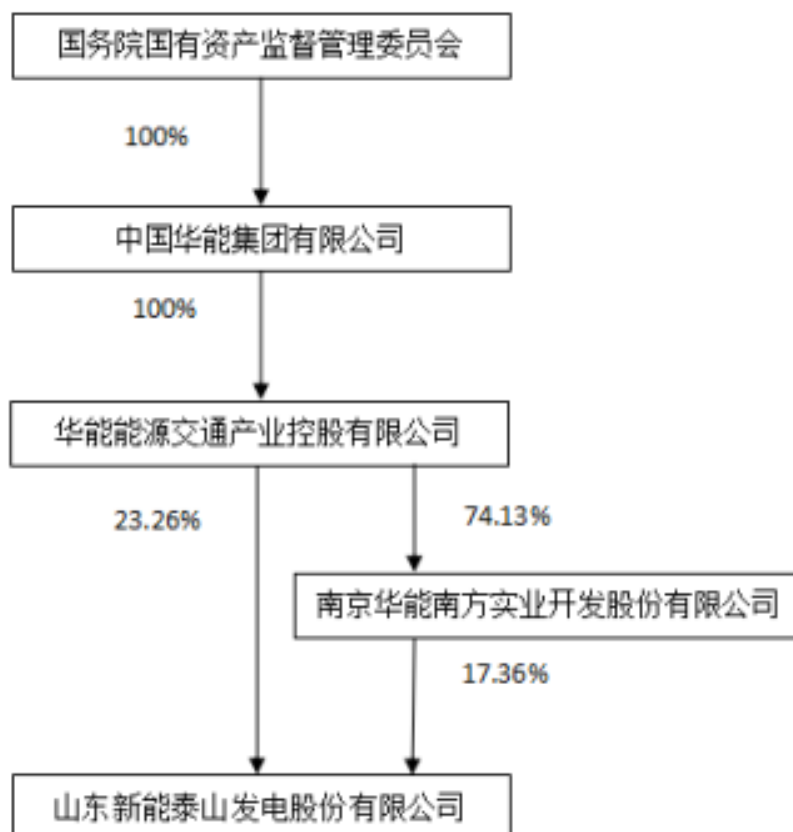 国务院国有资产监督管理委员会
100%
中国华能集团有限公司
100%
华能能源交通产业控股有限公司
23.26%
74.13%
南京华能南方实业开发股份有限公司
17.36%
山东新能泰山发电股份有限公司